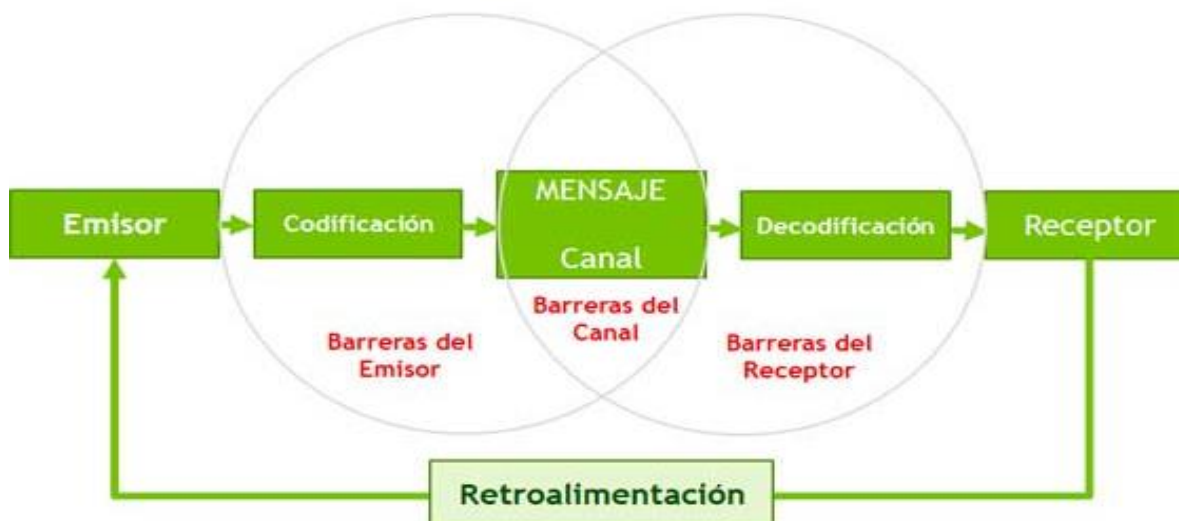 Emisor
Codificación
MENSAJE
Canal
Decodificación
Receptor
Barreras del
Emisor
Barreras del
Canal
Barreras del
Receptor
Retroalimentación